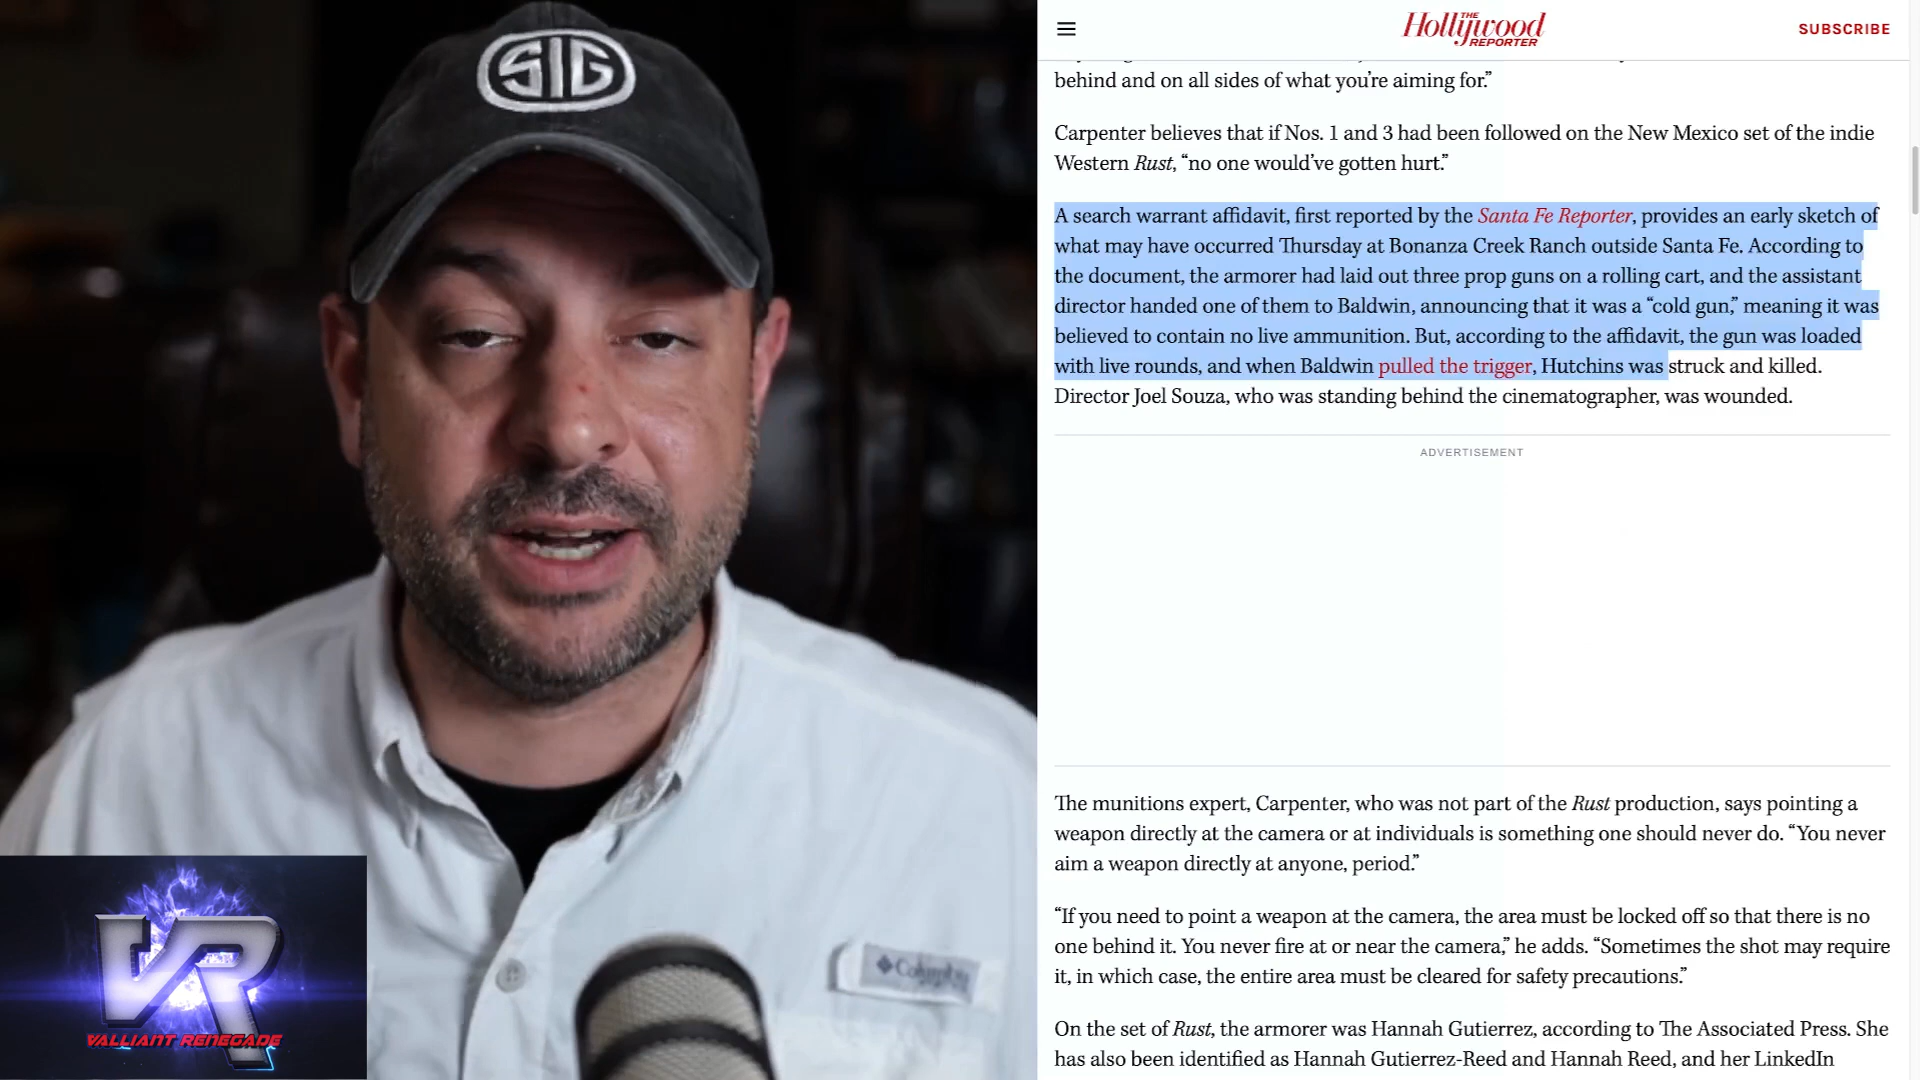 SIG
Columbia
VR
VALLIANT RENEGADE
THE
Hollywood
REPORTER
SUBSCRIBE
behind and on all sides of what you’re aiming for.”
Carpenter believes that if Nos. 1 and 3 had been followed on the New Mexico set of the indie
Western Rust, “no one would’ve gotten hurt.”
A search warrant affidavit, first reported by the Santa Fe Reporter, provides an early sketch of
what may have occurred Thursday at Bonanza Creek Ranch outside Santa Fe. According to
the document, the armorer had laid out three prop guns on a rolling cart, and the assistant
director handed one of them to Baldwin, announcing that it was a “cold gun,” meaning it was
believed to contain no live ammunition. But, according to the affidavit, the gun was loaded
with live rounds, and when Baldwin pulled the trigger, Hutchins was struck and killed.
Director Joel Souza, who was standing behind the cinematographer, was wounded.
ADVERTISEMENT
The munitions expert, Carpenter, who was not part of the Rust production, says pointing a
weapon directly at the camera or at individuals is something one should never do. “You never
aim a weapon directly at anyone, period.”
“If you need to point a weapon at the camera, the area must be locked off so that there is no
one behind it. You never fire at or near the camera,” he adds. “Sometimes the shot may require
it, in which case, the entire area must be cleared for safety precautions.”
On the set of Rust, the armorer was Hannah Gutierrez, according to The Associated Press. She
has also been identified as Hannah Gutierrez-Reed and Hannah Reed, and her LinkedIn